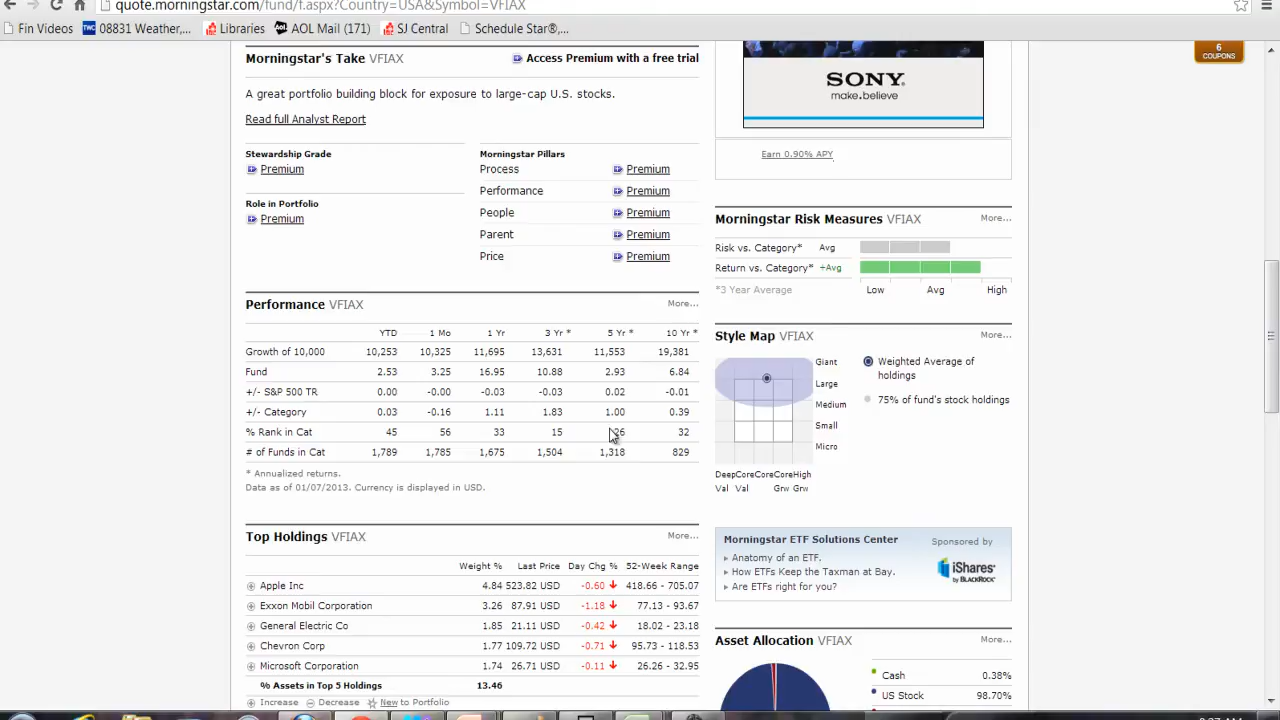 quote.morningstar.com/fund/f.aspx?Country=USA&Symbol=VFIAX
Fin Videos
08831 Weather,...
Libraries
AOL Mail (171)
SJ Central
Schedule Star®,...
6
COUPONS
Morningstar's Take VFIAX
Access Premium with a free trial
A great portfolio building block for exposure to large-cap U.S. stocks.
Read full Analyst Report
Stewardship Grade
Premium
Role in Portfolio
Premium
Morningstar Pillars
Process Premium
Performance Premium
People Premium
Parent Premium
Price Premium
Performance VFIAX More...
YTD 1 Mo 1 Yr 3 Yr * 5 Yr * 10 Yr *
Growth of 10,000 10,253 10,325 11,695 13,631 11,553 19,381
Fund 2.53 3.25 16.95 10.88 2.93 6.84
+/- S&P 500 TR 0.00 0.00 -0.03 -0.03 0.02 -0.01
+/- Category 0.03 -0.16 1.11 1.83 1.00 0.39
% Rank in Cat 45 56 33 15 26 32
# of Funds in Cat 1,789 1,785 1,675 1,504 1,318 829
* Annualized returns.
Data as of 01/07/2013. Currency is displayed in USD.
Top Holdings VFIAX More...
Weight % Last Price Day Chg % 52-Week Range
Apple Inc 4.84 523.82 USD -0.60 418.66 - 705.07
Exxon Mobil Corporation 3.26 87.91 USD -1.18 77.13 - 93.67
General Electric Co 1.85 21.11 USD -0.42 18.02 - 23.18
Chevron Corp 1.77 109.72 USD -0.71 95.73 - 118.53
Microsoft Corporation 1.74 26.71 USD -0.11 26.26 - 32.95
% Assets in Top 5 Holdings 13.46
Increase Decrease New to Portfolio
SONY
make.believe
Earn 0.90% APY
Morningstar Risk Measures VFIAX More...
Risk vs. Category* Avg
Return vs. Category* +Avg
*3 Year Average Low Avg High
Style Map VFIAX More...
Giant
Large
Medium
Small
Micro
Deep Core Core Core High
Val Val Grw Grw
Weighted Average of
holdings
75% of fund's stock holdings
Morningstar ETF Solutions Center
Anatomy of an ETF.
How ETFs Keep the Taxman at Bay.
Are ETFs right for you?
Sponsored by
iShares
by BLACKROCK
Asset Allocation VFIAX More...
Cash 0.38%
US Stock 98.70%